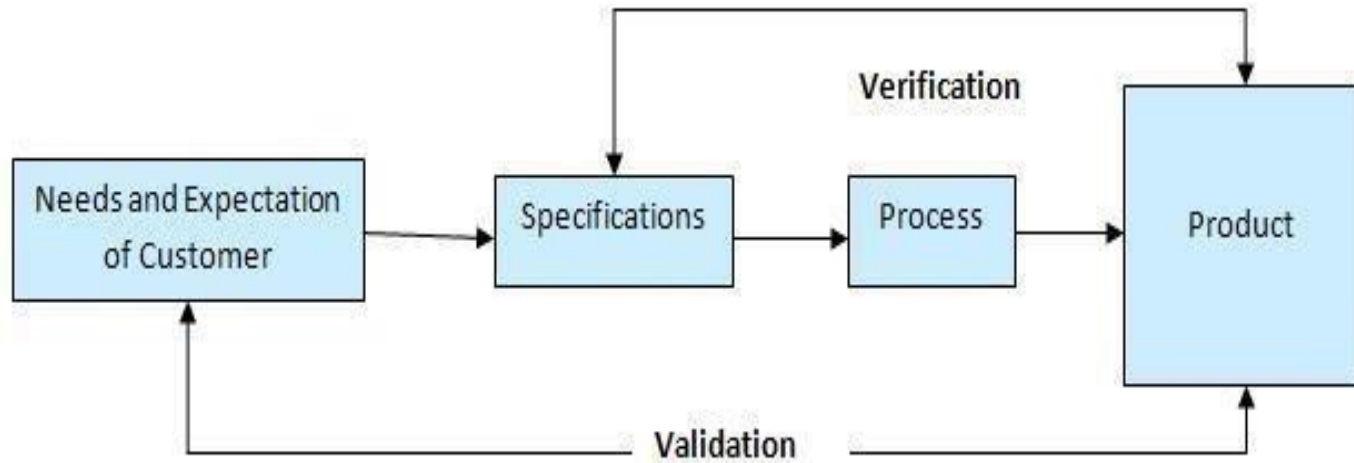 Verification
Needs and Expectation
of Customer
Specifications
Process
Product
Validation